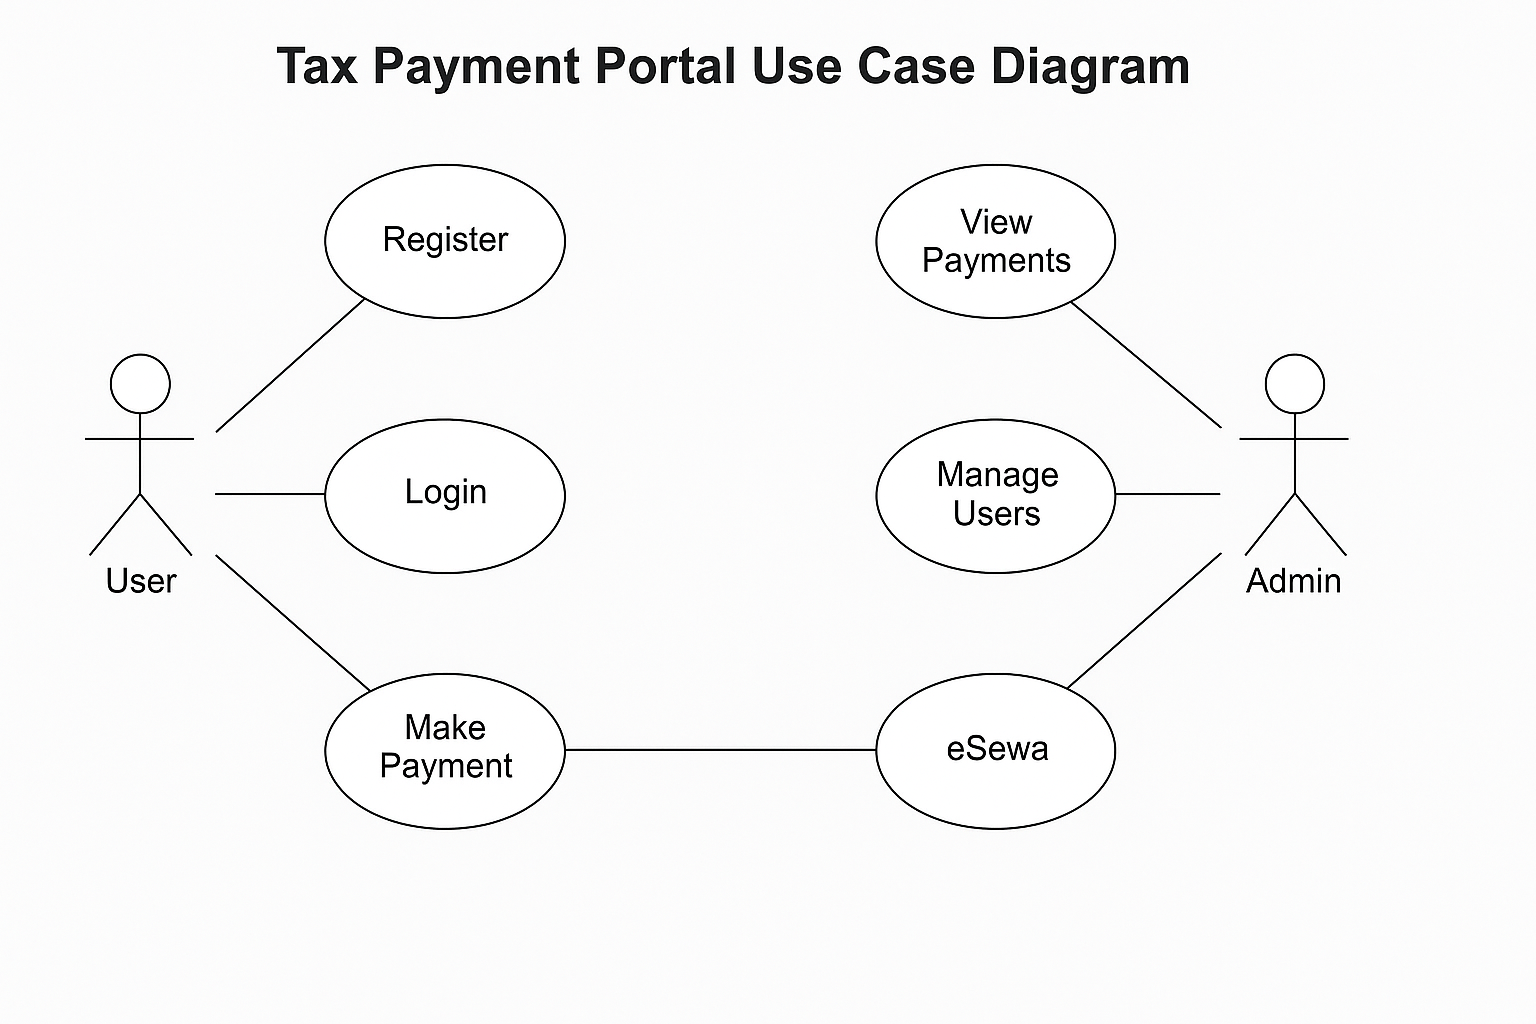 Tax Payment Portal Use Case Diagram
Register
View
Payments
Login
Manage
Users
User
Admin
Make
Payment
eSewa